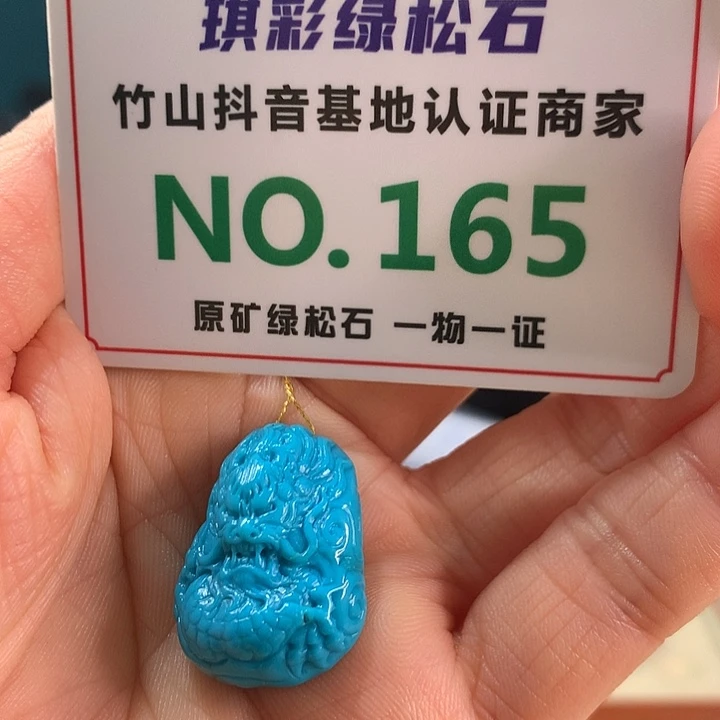 琪彩绿松石
竹山抖音基地认证商家
NO.165
原矿绿松石 一物一证